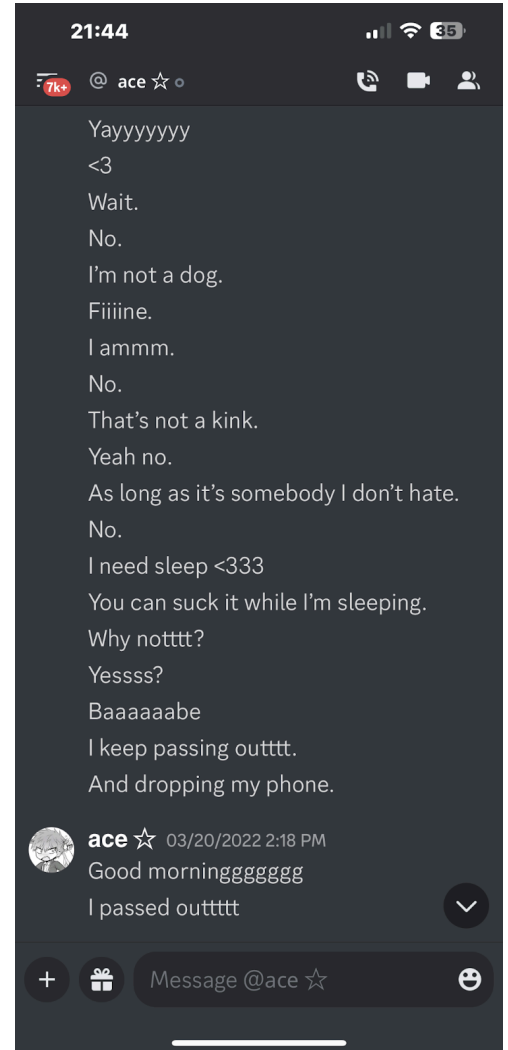 21:44
35
7k+
@ ace ☆
Yayyyyyyy
<3
Wait.
No.
I'm not a dog.
Fiiiine.
I ammm.
No.
That's not a kink.
Yeah no.
As long as it's somebody I don't hate.
No.
I need sleep <333
You can suck it while I'm sleeping.
Why notttt?
Yessss?
Baaaaaabe
I keep passing outttt.
And dropping my phone.
ace ☆ 03/20/2022 2:18 PM
Good morninggggggg
I passed outtttt
Message @ace ☆